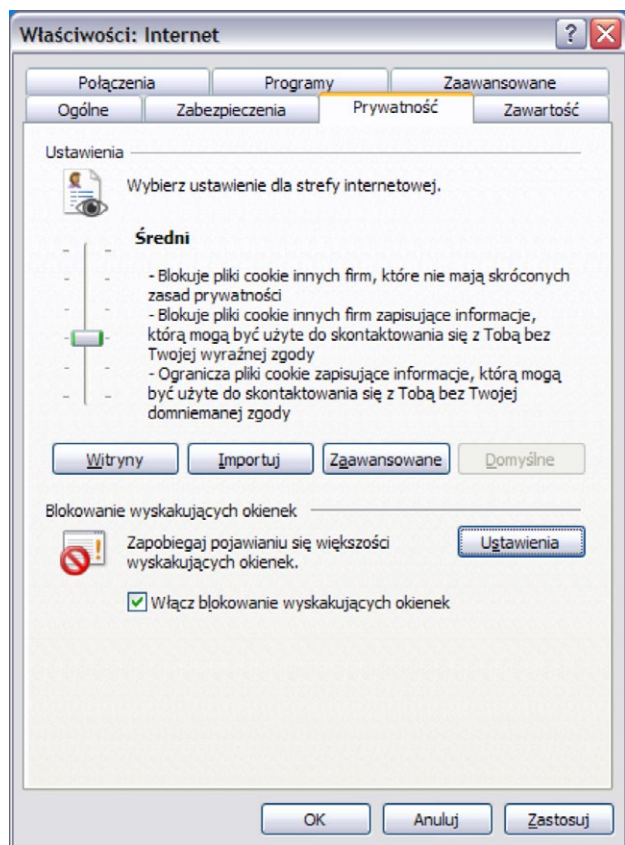 Właściwości: Internet
Połączenia
Programy
Zaawansowane
Ogólne
Zabezpieczenia
Prywatność
Zawartość
Ustawienia
Wybierz ustawienie dla strefy internetowej.
Średni
- Blokuje pliki cookie innych firm, które nie mają skróconych
zasad prywatności
- Blokuje pliki cookie innych firm zapisujące informacje,
którą mogą być użyte do skontaktowania się z Tobą bez
Twojej wyraźnej zgody
- Ogranicza pliki cookie zapisujące informacje, którą mogą
być użyte do skontaktowania się z Tobą bez Twojej
domniemanej zgody
Witryny
Importuj
Zaawansowane
Domyślne
Blokowanie wyskakujących okienek
Zapobiegaj pojawianiu się większości
wyskakujących okienek.
Ustawienia
Włącz blokowanie wyskakujących okienek
OK
Anuluj
Zastosuj